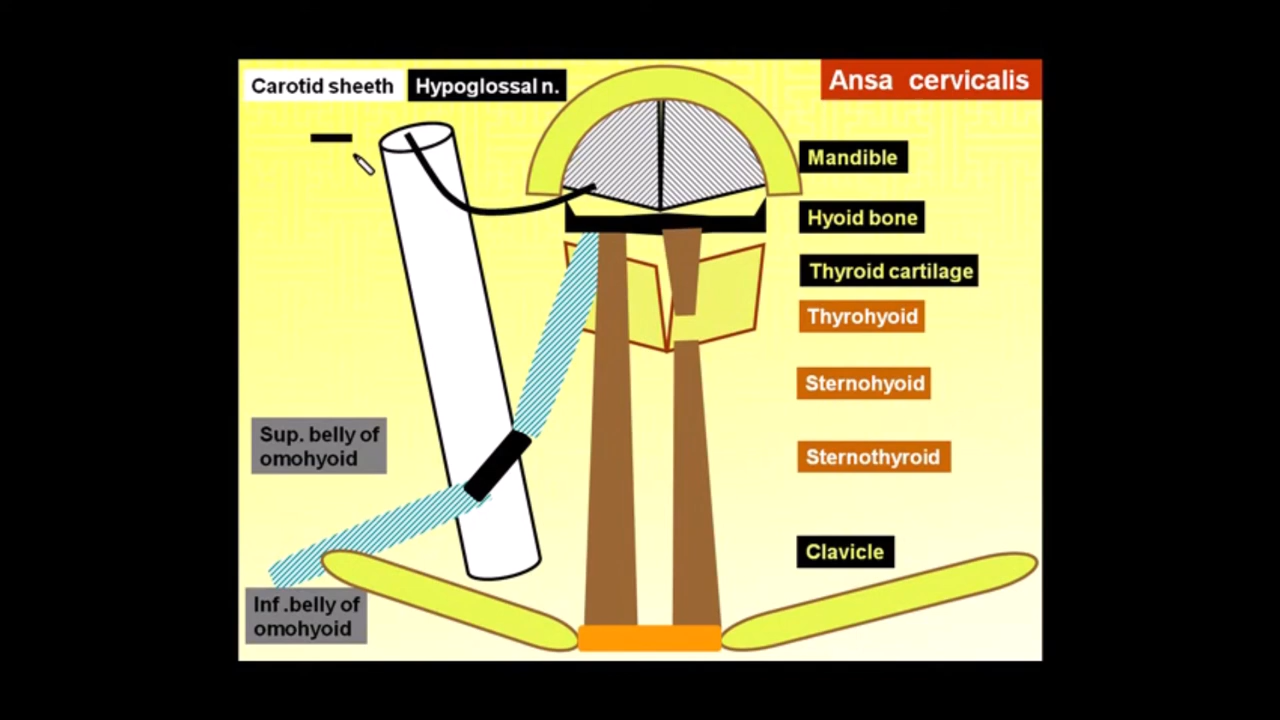 Carotid sheeth
Hypoglossal n.
Ansa cervicalis
Mandible
Hyoid bone
Thyroid cartilage
Thyrohyoid
Sternohyoid
Sup. belly of
omohyoid
Sternothyroid
Clavicle
Inf .belly of
omohyoid